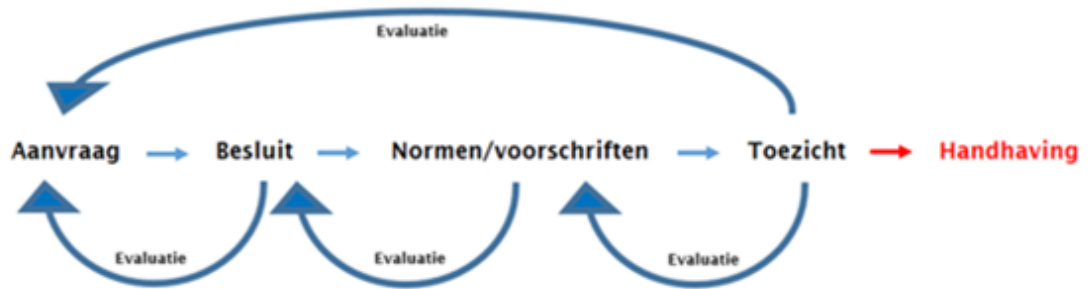 Evaluatie
Aanvraag Besluit Normen/voorschriften Toezicht Handhaving
Evaluatie Evaluatie Evaluatie